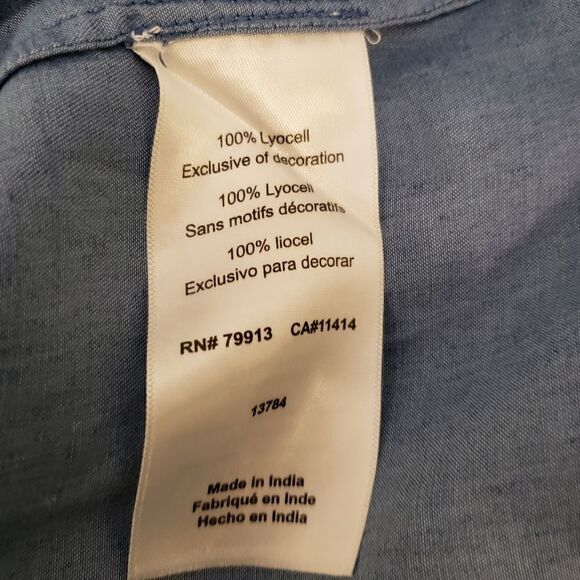 100% Lyocell
Exclusive of decoration
100% Lyocell
Sans motifs décoratifs
100% liocel
Exclusivo para decorar
RN# 79913 CA#11414
13784
Made in India
Fabriqué en Inde
Hecho en India